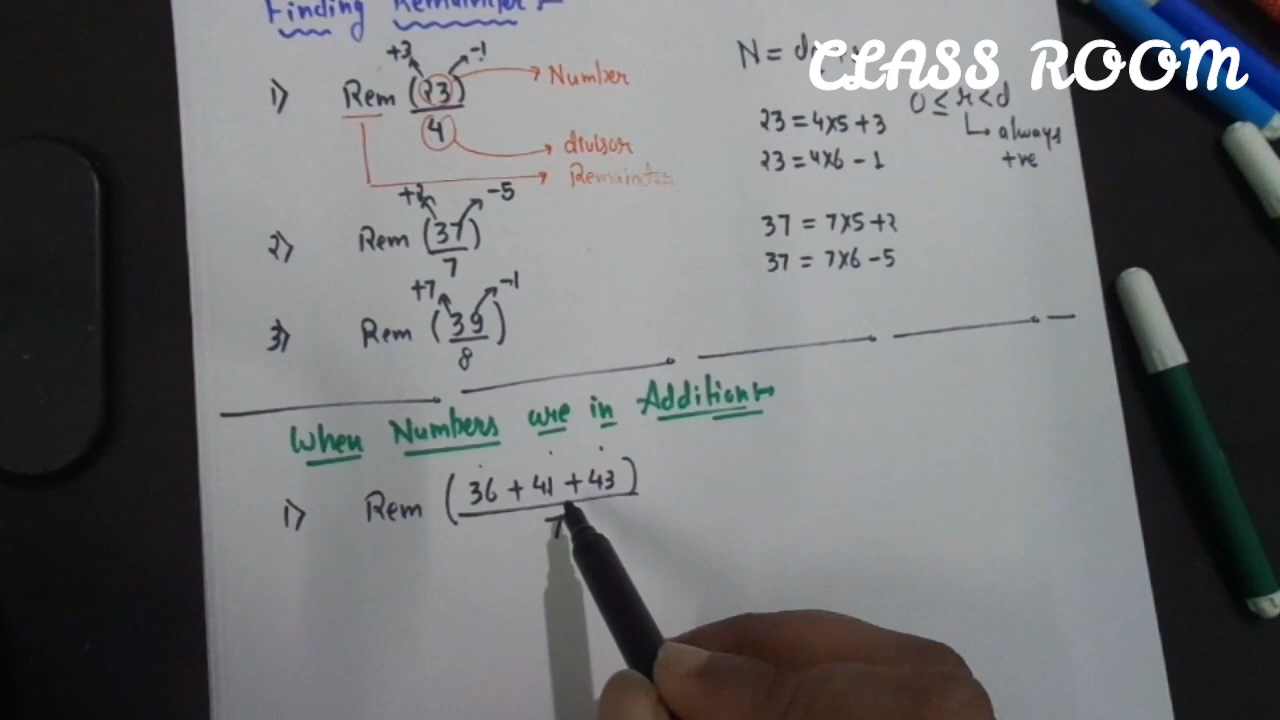 Finding Remainder :-
CLASS ROOM
+3 -1
1) Rem (23)
4
Number
divisor
Remainder
N =
0 ≤ r < d
always
+ve
23 = 4×5 + 3
23 = 4×6 - 1
+2 -5
2) Rem (37)
7
37 = 7×5 + 2
37 = 7×6 - 5
+7 -1
3) Rem (39)
8
When Numbers are in Addition
1) Rem (36 + 41 + 43)
7